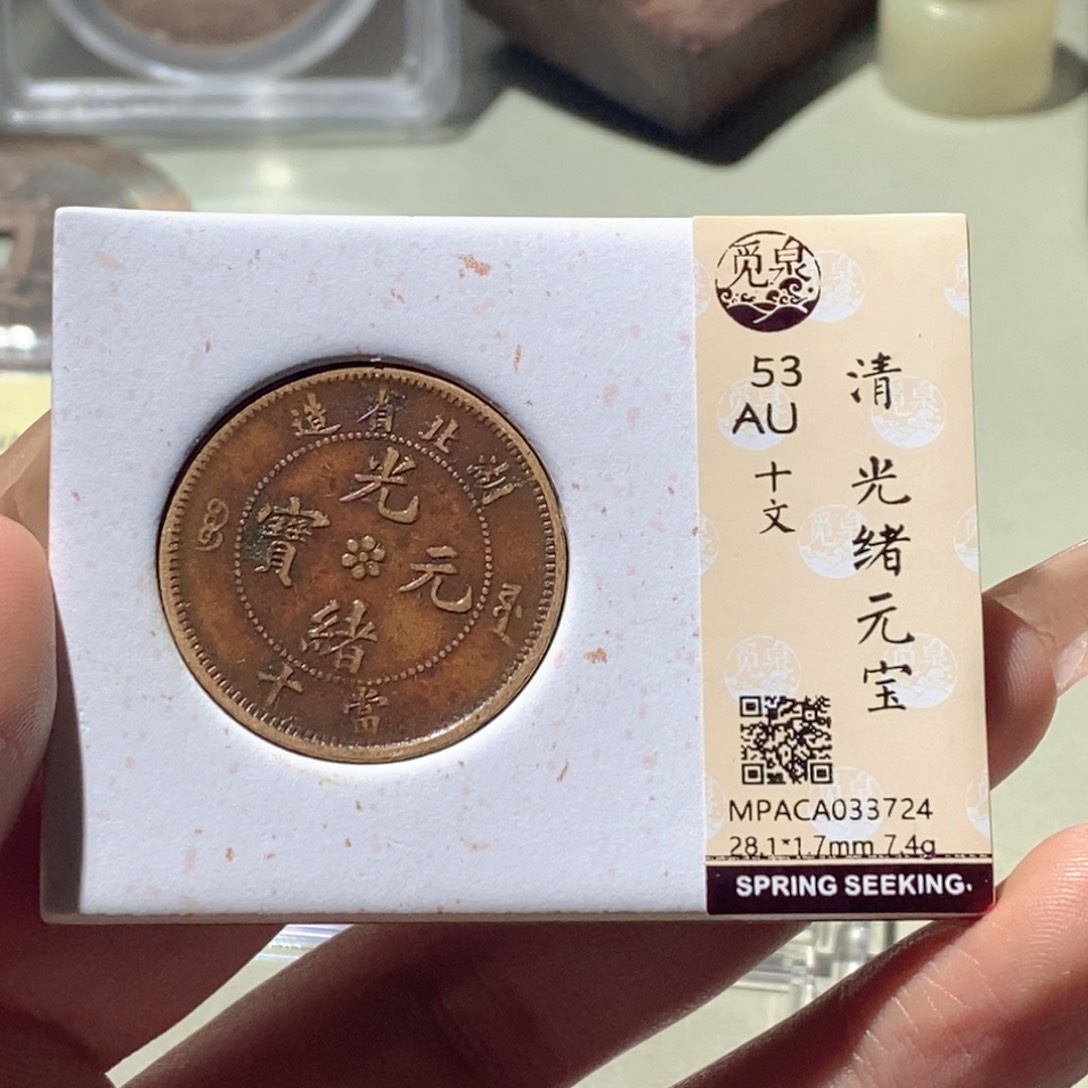 湖北省造
光緒元寶
當十
觅泉
53
AU
十文
清 光绪元宝
MPACA033724
28.1*1.7mm 7.4g
SPRING SEEKING.